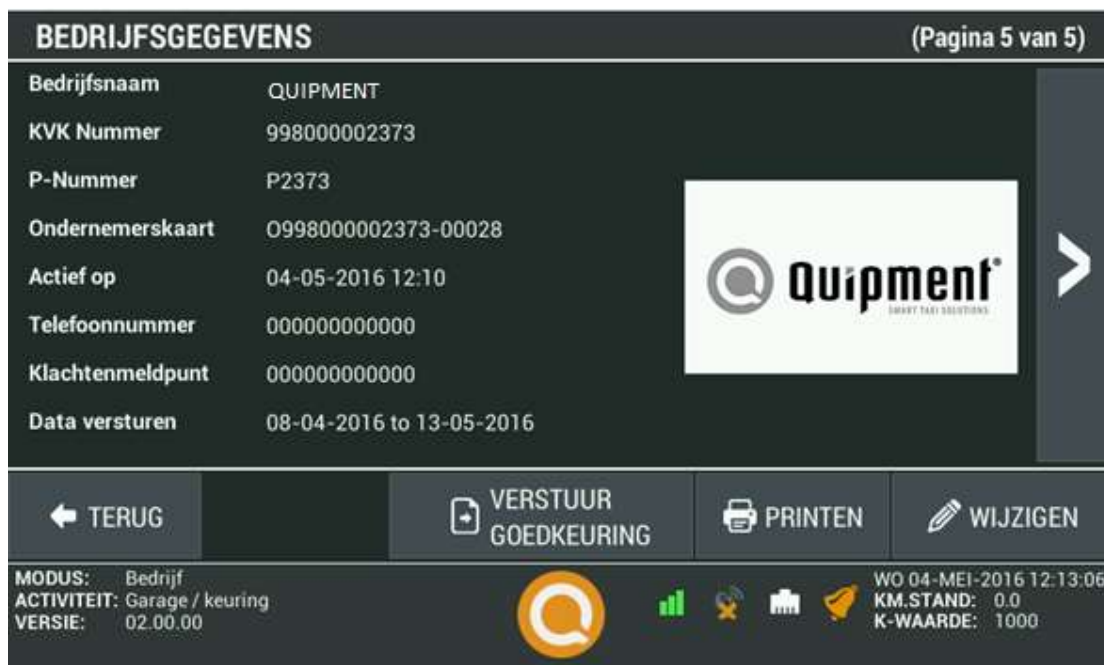 BEDRIJFSGEGEVENS (Pagina 5 van 5)
Bedrijfsnaam QUIPMENT
KVK Nummer 998000002373
P-Nummer P2373
Ondernemerskaart O998000002373-00028
Actief op 04-05-2016 12:10
Telefoonnummer 000000000000
Klachtenmeldpunt 000000000000
Data versturen 08-04-2016 to 13-05-2016
Quipment®
SMART TAXI SOLUTIONS
TERUG
VERSTUUR
GOEDKEURING
PRINTEN
WIJZIGEN
MODUS: Bedrijf
ACTIVITEIT: Garage / keuring
VERSIE: 02.00.00
WO 04-MEI-2016 12:13:06
KM.STAND: 0.0
K-WAARDE: 1000